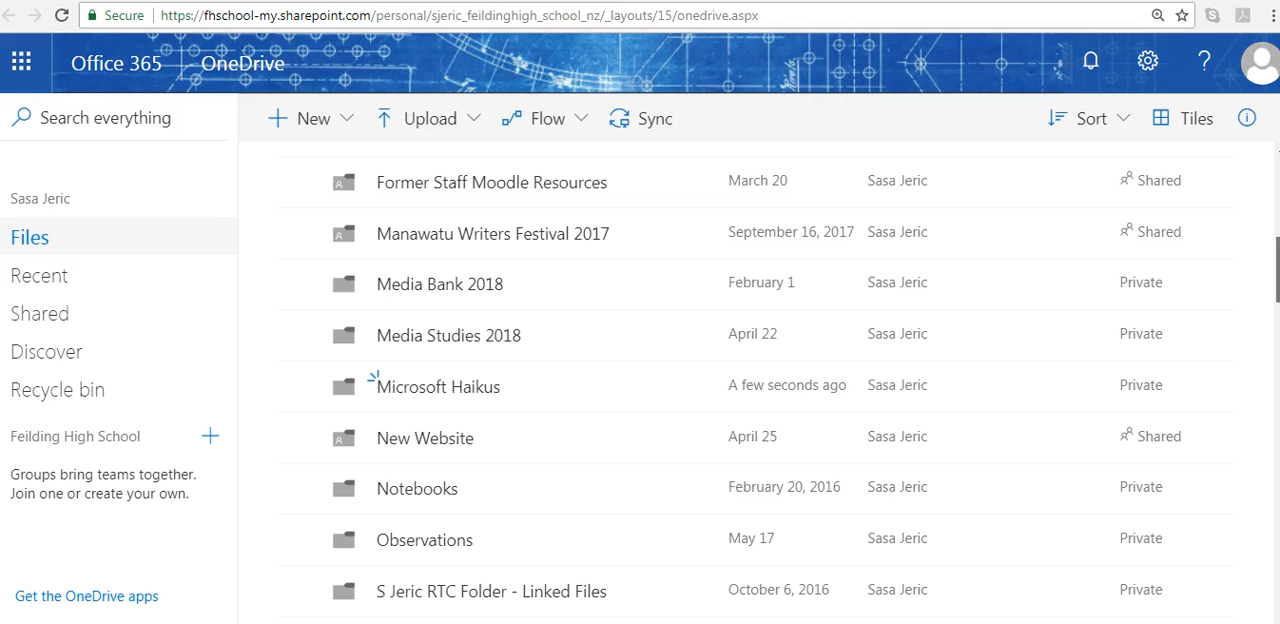 Secure https://fhschool-my.sharepoint.com/personal/sjeric_feildinghigh_school_nz/_layouts/15/onedrive.aspx
Office 365 OneDrive ?
Search everything
New Upload Flow Sync Sort Tiles
Sasa Jeric
Files
Recent
Shared
Discover
Recycle bin
Feilding High School
Groups bring teams together.
Join one or create your own.
Get the OneDrive apps
Former Staff Moodle Resources March 20 Sasa Jeric Shared
Manawatu Writers Festival 2017 September 16, 2017 Sasa Jeric Shared
Media Bank 2018 February 1 Sasa Jeric Private
Media Studies 2018 April 22 Sasa Jeric Private
Microsoft Haikus A few seconds ago Sasa Jeric Private
New Website April 25 Sasa Jeric Shared
Notebooks February 20, 2016 Sasa Jeric Private
Observations May 17 Sasa Jeric Private
S Jeric RTC Folder - Linked Files October 6, 2016 Sasa Jeric Private